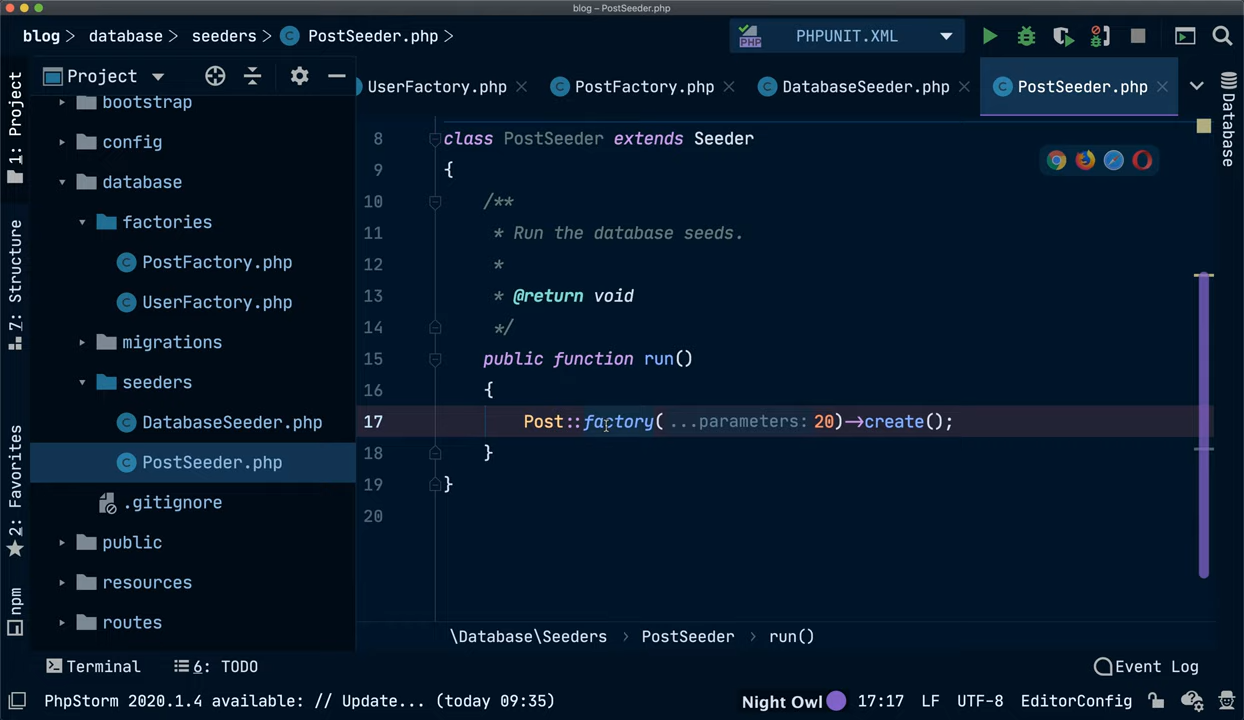 blog – PostSeeder.php
blog > database > seeders > PostSeeder.php >
PHP
PHPUNIT.XML
1: Project
7: Structure
2: Favorites
npm
Project
bootstrap
config
database
factories
PostFactory.php
UserFactory.php
migrations
seeders
DatabaseSeeder.php
PostSeeder.php
.gitignore
public
resources
routes
UserFactory.php
PostFactory.php
DatabaseSeeder.php
PostSeeder.php
Database
8 class PostSeeder extends Seeder
9 {
10 /**
11 * Run the database seeds.
12 *
13 * @return void
14 */
15 public function run()
16 {
17 Post::factory( ...parameters: 20)->create();
18 }
19 }
20
\Database\Seeders > PostSeeder > run()
Terminal
6: TODO
Event Log
PhpStorm 2020.1.4 available: // Update... (today 09:35)
Night Owl
17:17
LF
UTF-8
EditorConfig